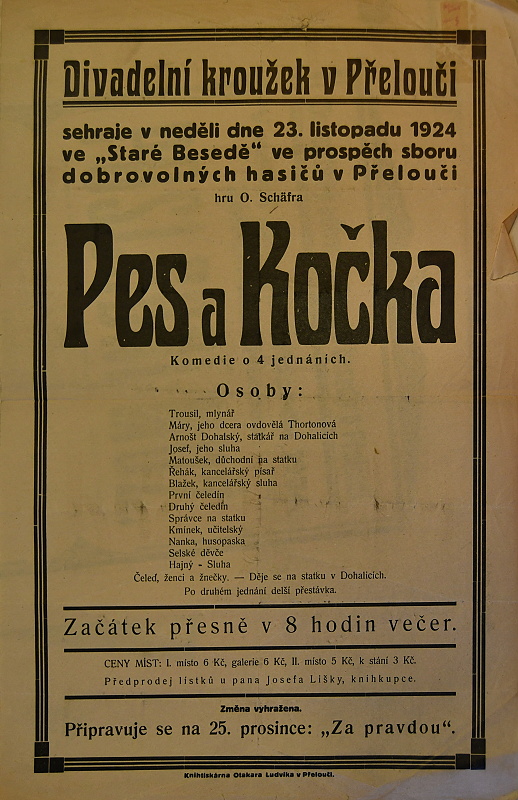 Divadelní kroužek v Přelouči
sehraje v neděli dne 23. listopadu 1924
ve „Staré Besedě“ ve prospěch sboru
dobrovolných hasičů v Přelouči
hru O. Schäfra
Pes a Kočka
Komedie o 4 jednáních.
Osoby:
Trousil, mlynář
Máry, jeho dcera ovdovělá Thortonová
Arnošt Dohalský, statkář na Dohalicích
Josef, jeho sluha
Matoušek, důchodní na statku
Řehák, kancelářský písař
Blažek, kancelářský sluha
První čeledín
Druhý čeledín
Správce na statku
Kmínek, učitelský
Nanka, husopaska
Selské děvče
Hajný - Sluha
Čeleď, ženci a žnečky. — Děje se na statku v Dohalicích.
Po druhém jednání delší přestávka.
Začátek přesně v 8 hodin večer.
CENY MÍST: I. místo 6 Kč, galerie 6 Kč, II. místo 5 Kč, k stání 3 Kč.
Předprodej lístků u pana Josefa Lišky, knihkupce.
Změna vyhražena.
Připravuje se na 25. prosince: „Za pravdou“.
Knihtiskárna Otakara Ludvíka v Přelouči.